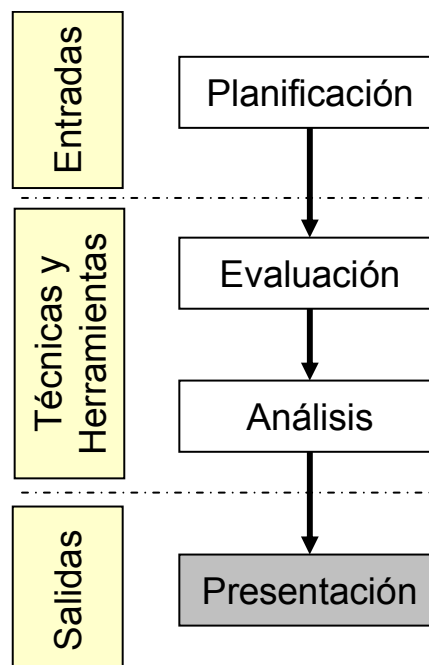 Entradas
Planificación
Técnicas y
Herramientas
Evaluación
Análisis
Salidas
Presentación